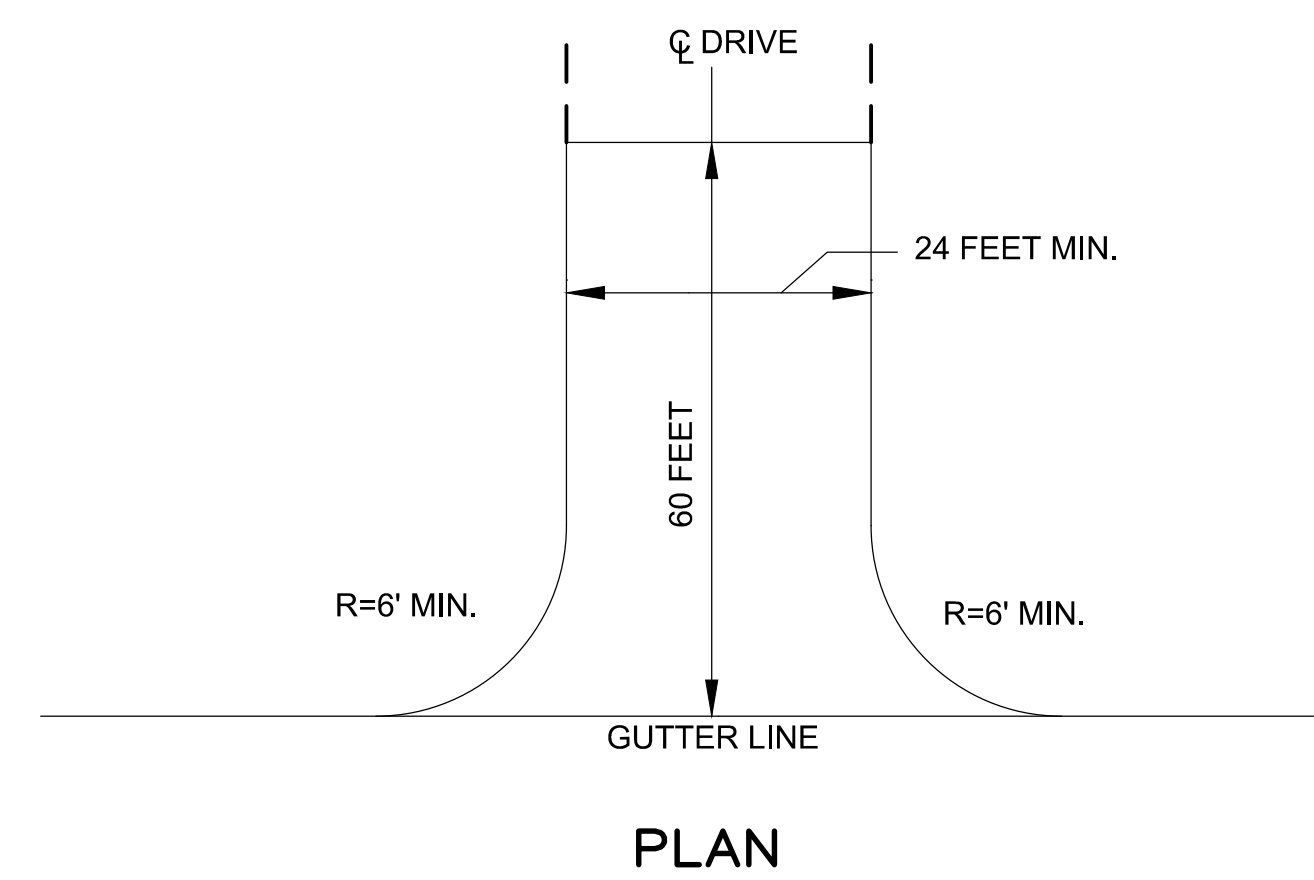 ℄ DRIVE
24 FEET MIN.
60 FEET
R=6' MIN.
R=6' MIN.
GUTTER LINE
PLAN